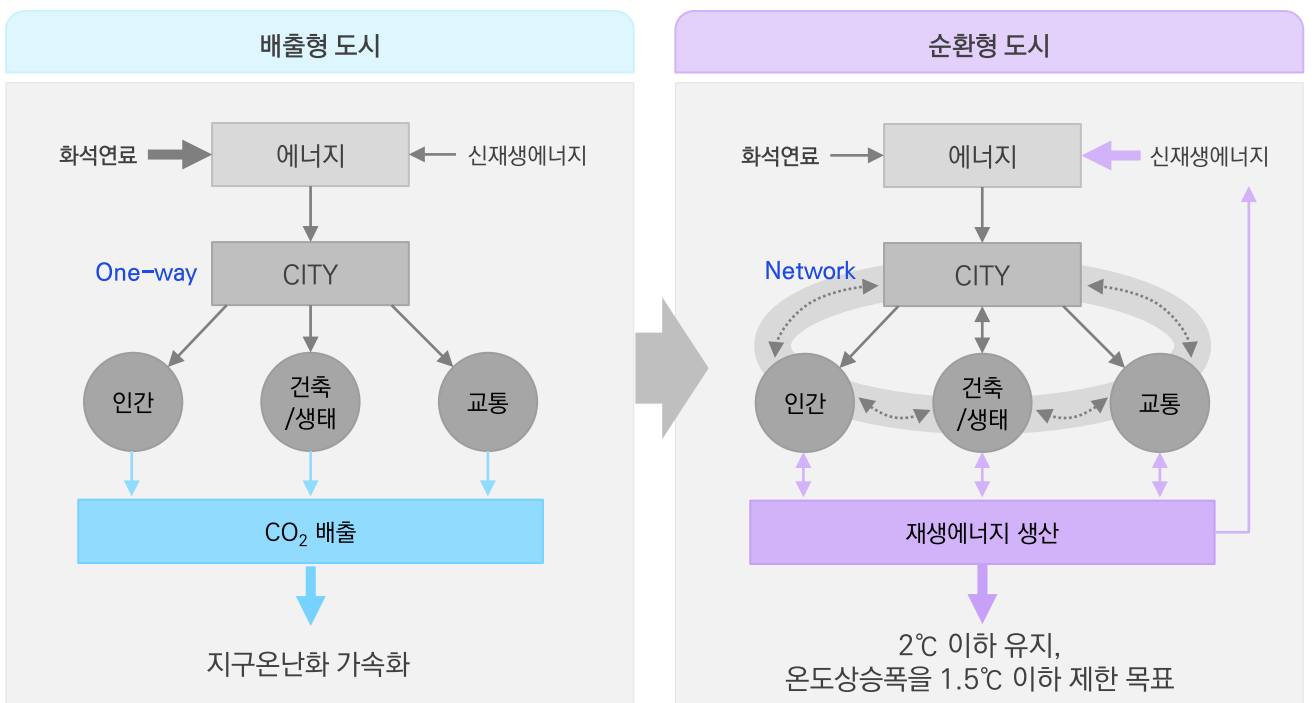 배출형 도시
화석연료
에너지
신재생에너지
One-way
CITY
인간
건축
/생태
교통
CO₂ 배출
지구온난화 가속화
순환형 도시
화석연료
에너지
신재생에너지
Network
CITY
인간
건축
/생태
교통
재생에너지 생산
2℃ 이하 유지,
온도상승폭을 1.5℃ 이하 제한 목표